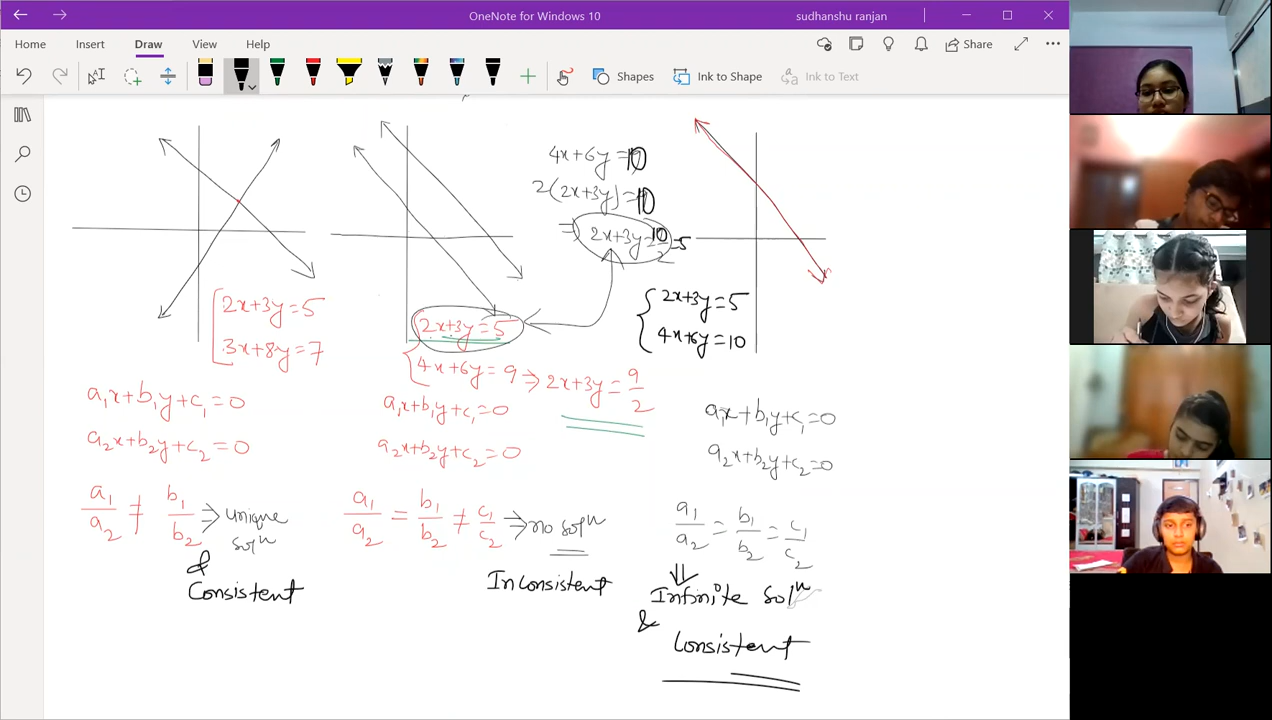 OneNote for Windows 10
sudhanshu ranjan
Home Insert Draw View Help
Share
Shapes
Ink to Shape
Ink to Text
2x+3y=5
3x+8y=7
a₁x+b₁y+c₁=0
a₂x+b₂y+c₂=0
a₁/a₂ ≠ b₁/b₂ ⇒ unique
solⁿ
&
Consistent
4x+6y=10
2(2x+3y)=10
⇒ 2x+3y=10/2=5
2x+3y=5
4x+6y=9 ⇒ 2x+3y=9/2
a₁x+b₁y+c₁=0
a₂x+b₂y+c₂=0
a₁/a₂ = b₁/b₂ ≠ c₁/c₂ ⇒ no solⁿ
Inconsistent
2x+3y=5
4x+6y=10
a₁x+b₁y+c₁=0
a₂x+b₂y+c₂=0
a₁/a₂ = b₁/b₂ = c₁/c₂
⇓
Infinite solⁿ
&
Consistent